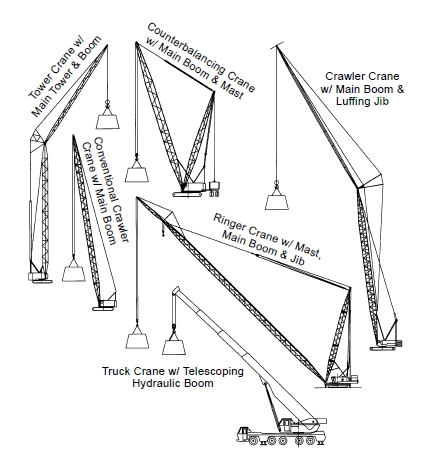 Tower Crane w/
Main Tower & Boom
Counterbalancing Crane
w/ Main Boom & Mast
Crawler Crane
w/ Main Boom &
Luffing Jib
Conventional Crawler
Crane w/ Main Boom
Ringer Crane w/ Mast,
Main Boom & Jib
Truck Crane w/ Telescoping
Hydraulic Boom